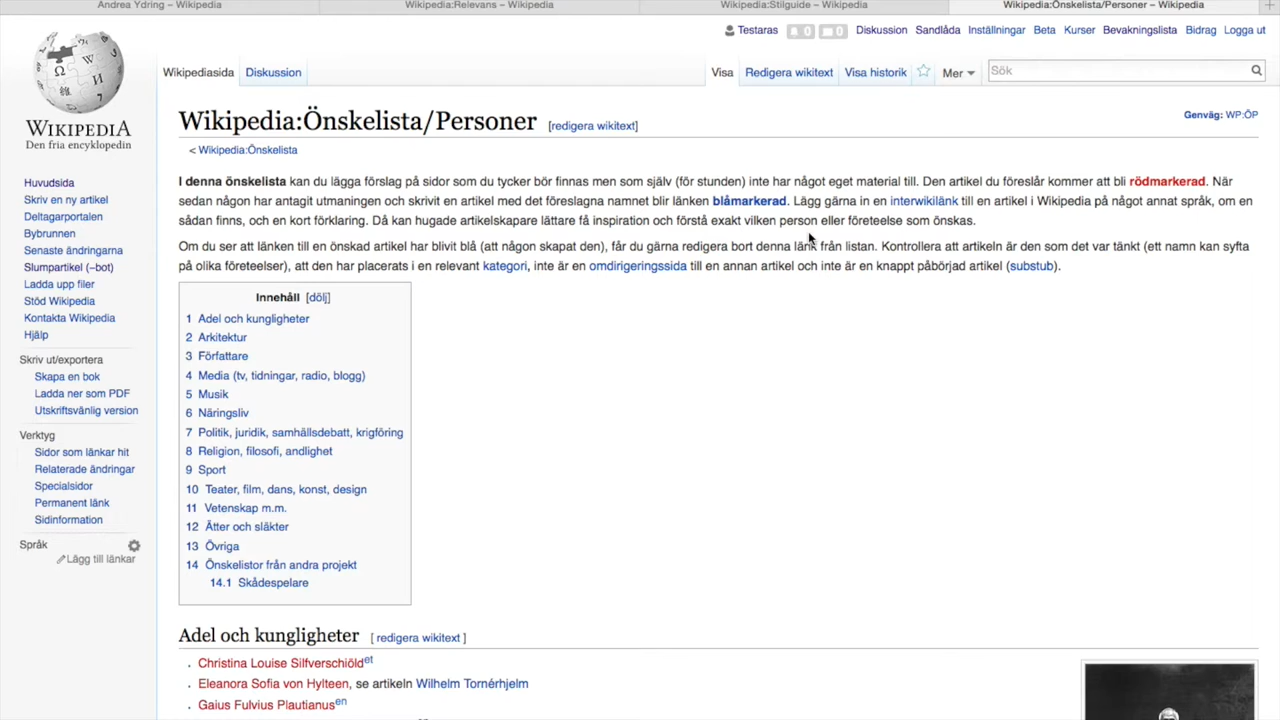 Andrea Ydring – Wikipedia
Wikipedia:Relevans – Wikipedia
Wikipedia:Stilguide – Wikipedia
Wikipedia:Önskelista/Personer – Wikipedia
Testaras 0 0 Diskussion Sandlåda Inställningar Beta Kurser Bevakningslista Bidrag Logga ut
Wikipediasida Diskussion Visa Redigera wikitext Visa historik Mer Sök
WIKIPEDIA
Den fria encyklopedin
Huvudsida
Skriv en ny artikel
Deltagarportalen
Bybrunnen
Senaste ändringarna
Slumpartikel (–bot)
Ladda upp filer
Stöd Wikipedia
Kontakta Wikipedia
Hjälp
Skriv ut/exportera
Skapa en bok
Ladda ner som PDF
Utskriftsvänlig version
Verktyg
Sidor som länkar hit
Relaterade ändringar
Specialsidor
Permanent länk
Sidinformation
Språk
Lägg till länkar
Wikipedia:Önskelista/Personer [redigera wikitext]
Genväg: WP:ÖP
< Wikipedia:Önskelista
I denna önskelista kan du lägga förslag på sidor som du tycker bör finnas men som själv (för stunden) inte har något eget material till. Den artikel du föreslår kommer att bli rödmarkerad. När
sedan någon har antagit utmaningen och skrivit en artikel med det föreslagna namnet blir länken blåmarkerad. Lägg gärna in en interwikilänk till en artikel i Wikipedia på något annat språk, om en
sådan finns, och en kort förklaring. Då kan hugade artikelskapare lättare få inspiration och förstå exakt vilken person eller företeelse som önskas.
Om du ser att länken till en önskad artikel har blivit blå (att någon skapat den), får du gärna redigera bort denna länk från listan. Kontrollera att artikeln är den som det var tänkt (ett namn kan syfta
på olika företeelser), att den har placerats i en relevant kategori, inte är en omdirigeringssida till en annan artikel och inte är en knappt påbörjad artikel (substub).
Innehåll [dölj]
1 Adel och kungligheter
2 Arkitektur
3 Författare
4 Media (tv, tidningar, radio, blogg)
5 Musik
6 Näringsliv
7 Politik, juridik, samhällsdebatt, krigföring
8 Religion, filosofi, andlighet
9 Sport
10 Teater, film, dans, konst, design
11 Vetenskap m.m.
12 Ätter och släkter
13 Övriga
14 Önskelistor från andra projekt
14.1 Skådespelare
Adel och kungligheter [ redigera wikitext ]
Christina Louise Silfverschiöld et
Eleanora Sofia von Hylteen, se artikeln Wilhelm Tornérhjelm
Gaius Fulvius Plautianus en